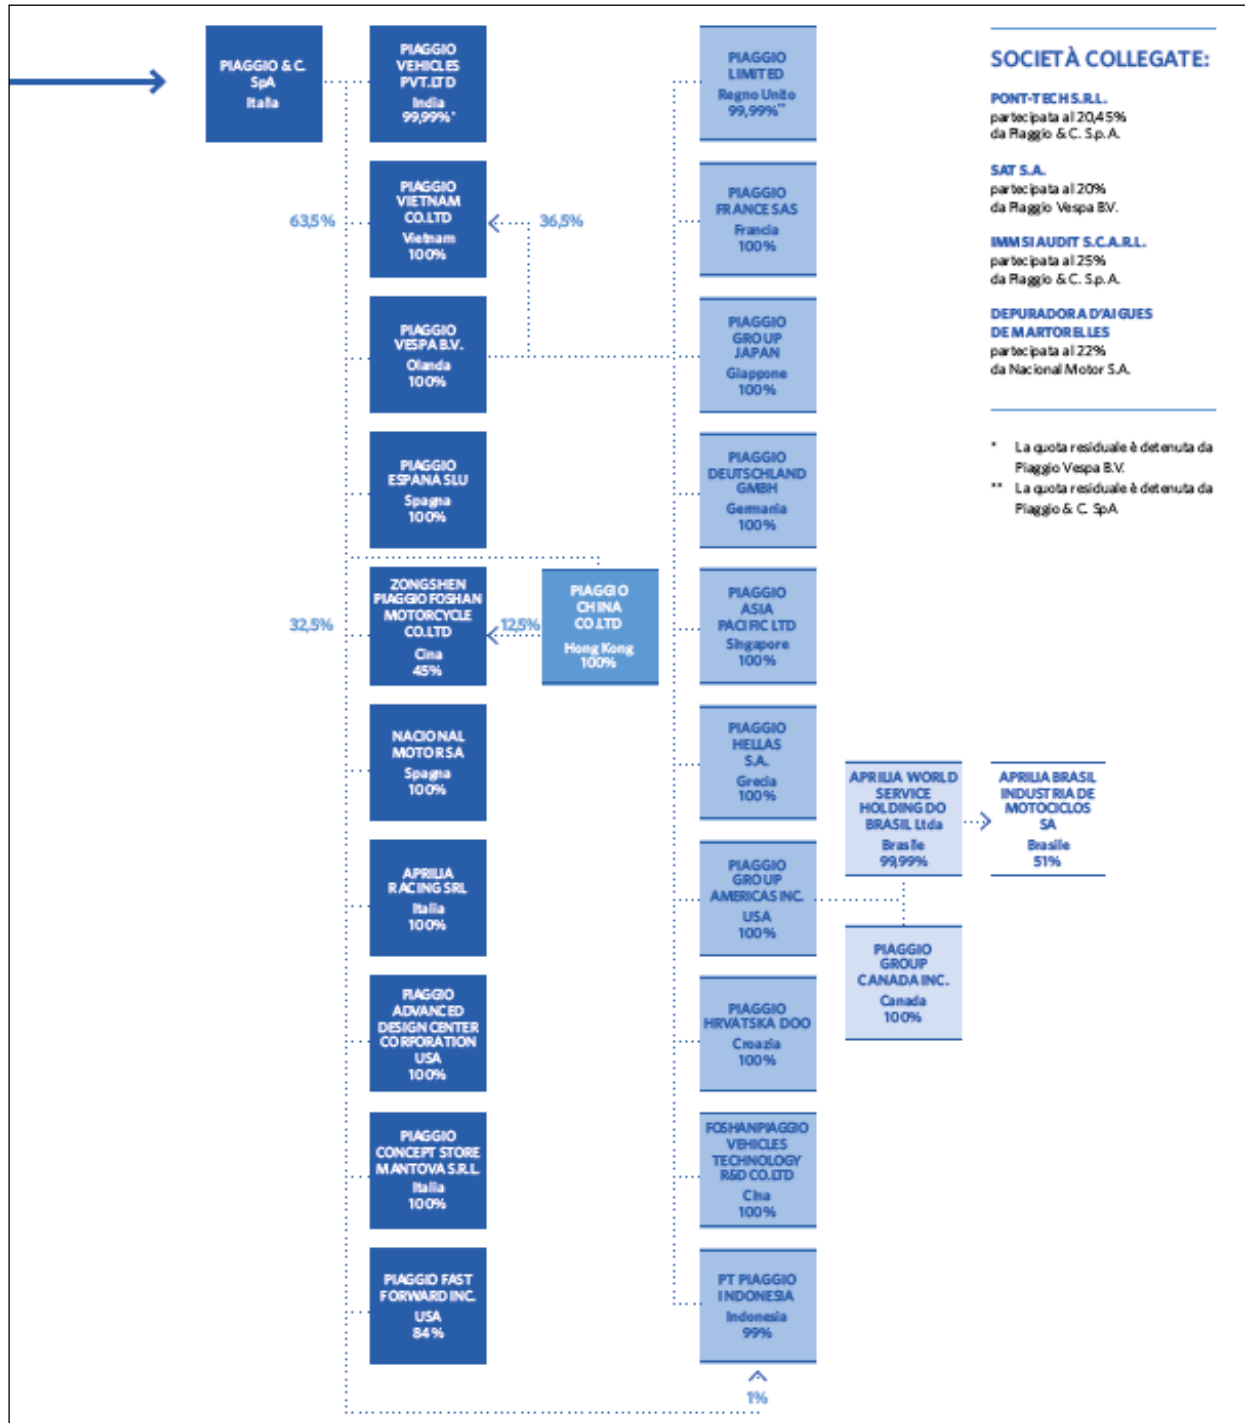 PIAGGIO & C.
SpA
Italia
PIAGGIO
VEHICLES
PVT.LTD
India
99,99%*
63,5%
PIAGGIO
VIETNAM
CO.LTD
Vietnam
100%
36,5%
PIAGGIO
VESPA B.V.
Olanda
100%
PIAGGIO
ESPANA SLU
Spagna
100%
32,5%
ZONGSHEN
PIAGGIO FOSHAN
MOTORCYCLE
CO.LTD
Cina
45%
12,5%
PIAGGIO
CHINA
CO.LTD
Hong Kong
100%
NACIONAL
MOTOR SA
Spagna
100%
APRILIA
RACING SRL
Italia
100%
PIAGGIO
ADVANCED
DESIGN CENTER
CORPORATION
USA
100%
PIAGGIO
CONCEPT STORE
MANTOVA S.R.L.
Italia
100%
PIAGGIO FAST
FORWARD INC.
USA
84%
PIAGGIO
LIMITED
Regno Unito
99,99%**
PIAGGIO
FRANCE SAS
Francia
100%
PIAGGIO
GROUP
JAPAN
Giappone
100%
PIAGGIO
DEUTSCHLAND
GMBH
Germania
100%
PIAGGIO
ASIA
PACIFIC LTD
Singapore
100%
PIAGGIO
HELLAS
S.A.
Grecia
100%
PIAGGIO
GROUP
AMERICAS INC.
USA
100%
PIAGGIO
HRVATSKA DOO
Croazia
100%
FOSHAN PIAGGIO
VEHICLES
TECHNOLOGY
R&D CO.LTD
Cina
100%
PT PIAGGIO
INDONESIA
Indonesia
99%
1%
APRILIA WORLD
SERVICE
HOLDING DO
BRASIL Ltda
Brasile
99,99%
APRILIA BRASIL
INDUSTRIA DE
MOTOCICLOS
SA
Brasile
51%
PIAGGIO
GROUP
CANADA INC.
Canada
100%
SOCIETÀ COLLEGATE:
PONT-TECH S.R.L.
partecipata al 20,45%
da Piaggio & C. S.p.A.
SAT S.A.
partecipata al 20%
da Piaggio Vespa B.V.
IMMSI AUDIT S.C.A.R.L.
partecipata al 25%
da Piaggio & C. S.p.A.
DEPURADORA D'AIGUES
DE MARTORELLES
partecipata al 22%
da Nacional Motor S.A.
* La quota residuale è detenuta da
Piaggio Vespa B.V.
** La quota residuale è detenuta da
Piaggio & C. SpA